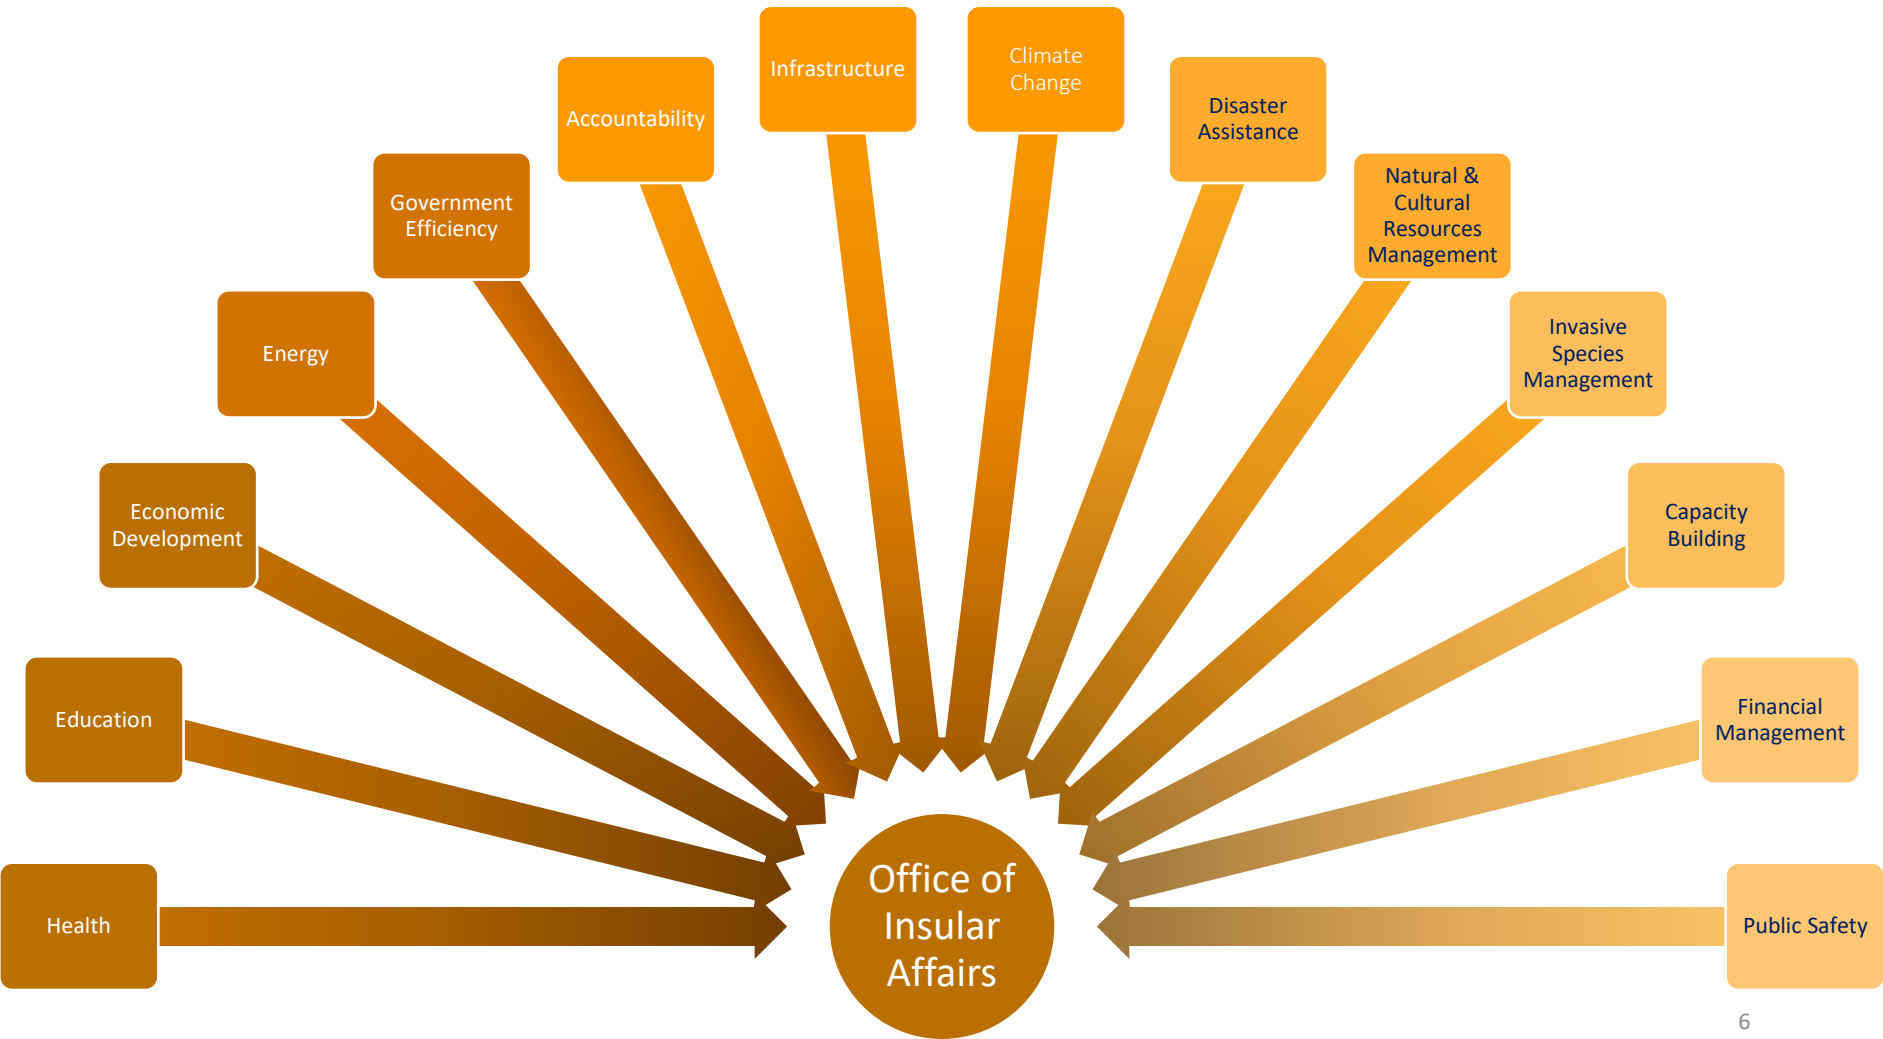 Health
Education
Economic
Development
Energy
Government
Efficiency
Accountability
Infrastructure
Climate
Change
Disaster
Assistance
Natural &
Cultural
Resources
Management
Invasive
Species
Management
Capacity
Building
Financial
Management
Public Safety
Office of
Insular
Affairs
6